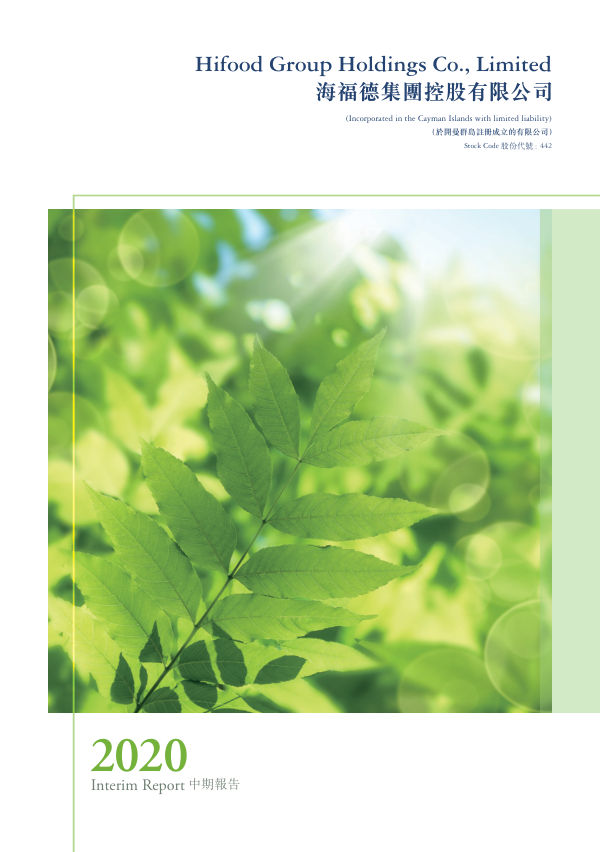 Hifood Group Holdings Co., Limited
海福德集團控股有限公司
(Incorporated in the Cayman Islands with limited liability)
(於開曼群島註冊成立的有限公司)
Stock Code 股份代號 : 442
2020
Interim Report 中期報告